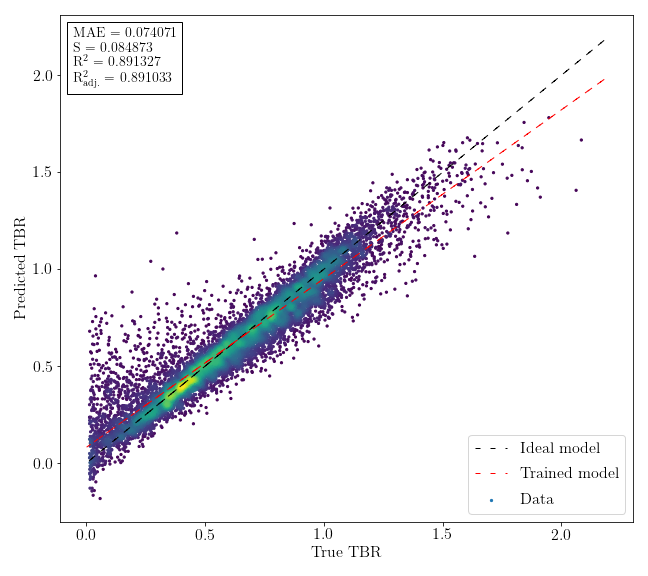 MAE = 0.074071
S = 0.084873
R² = 0.891327
R²adj. = 0.891033
2.0
1.5
1.0
0.5
0.0
Predicted TBR
Ideal model
Trained model
Data
0.0 0.5 1.0 1.5 2.0
True TBR